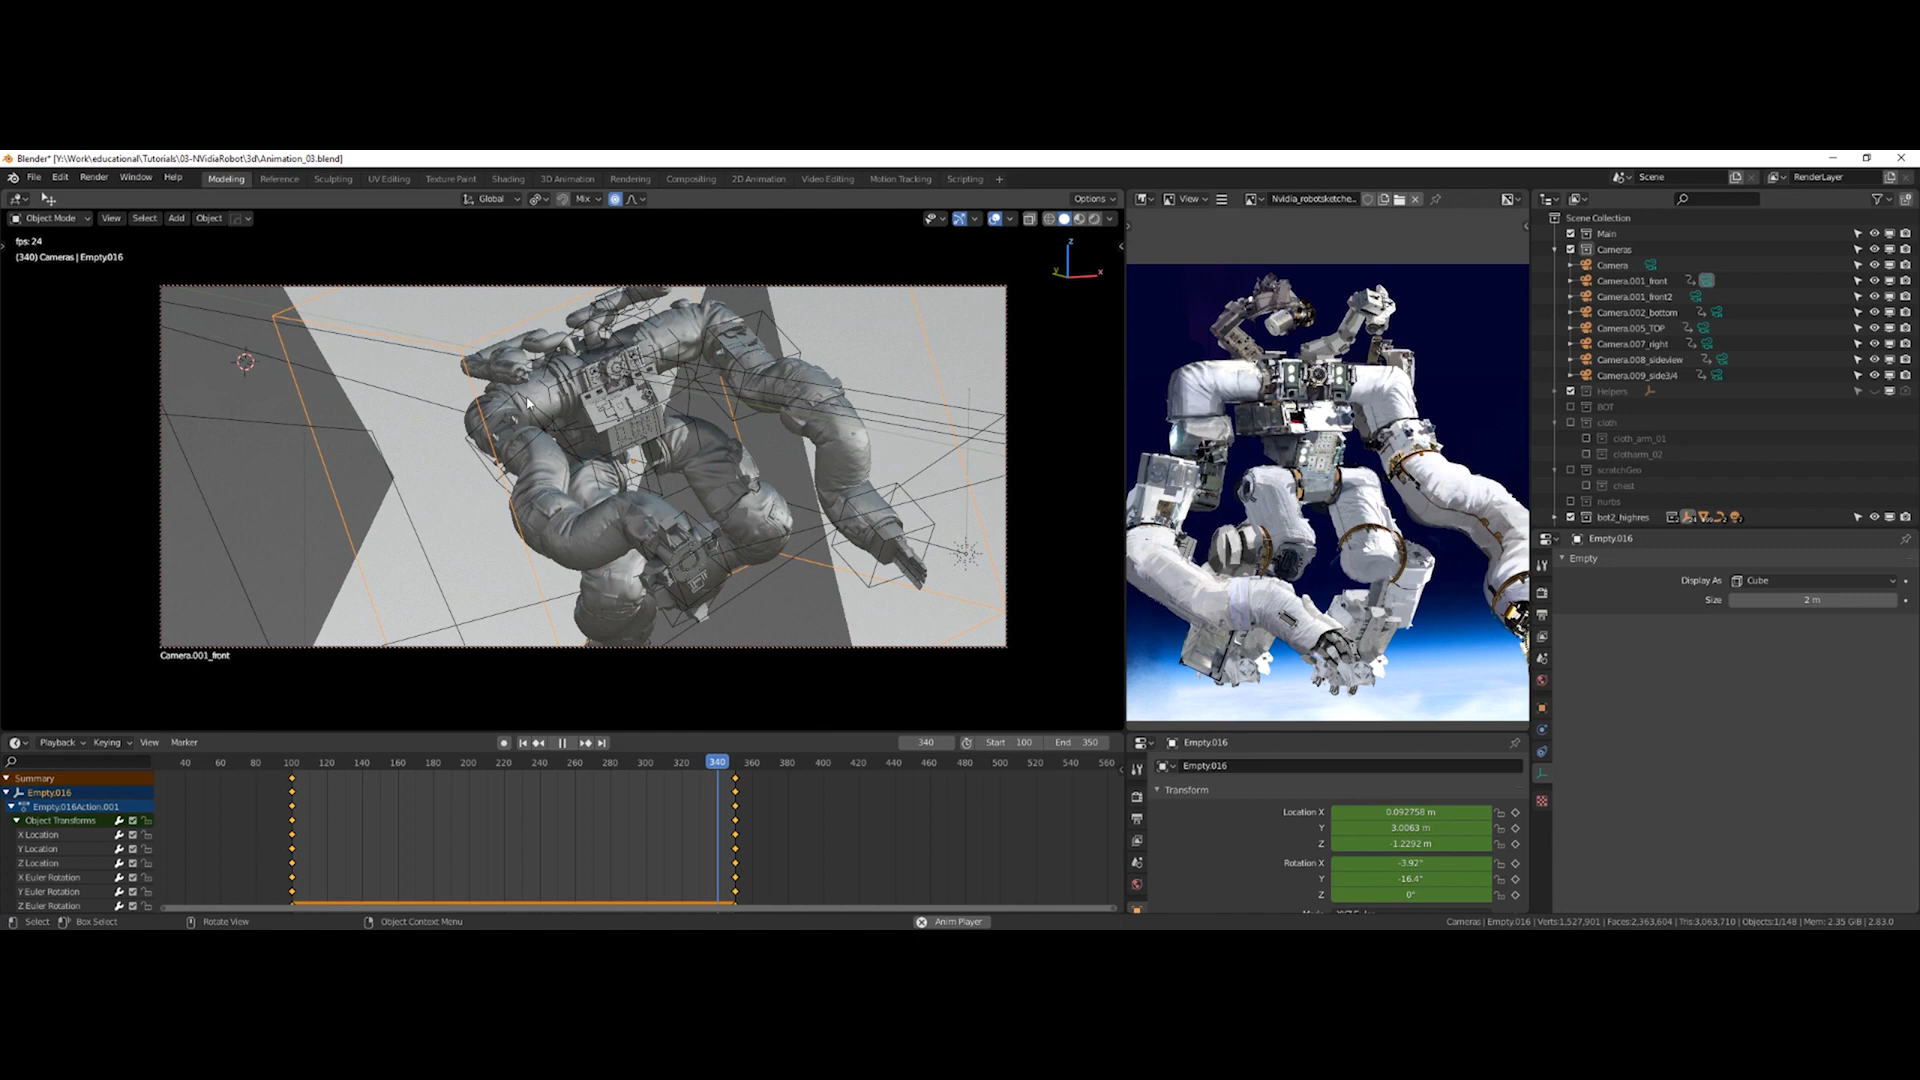 Blender* [Y:\Work\educational\Tutorials\03-NVidiaRobot\3d\Animation_03.blend]
File Edit Render Window Help Modeling Reference Sculpting UV Editing Texture Paint Shading 3D Animation Rendering Compositing 2D Animation Video Editing Motion Tracking Scripting + Scene RenderLayer
Global Mix Options View Nvidia_robotsketche...
Object Mode View Select Add Object
fps: 24
(340) Cameras | Empty.016
z
y x
Camera.001_front
Scene Collection
Main
Cameras
Camera
Camera.001_front
Camera.001_front2
Camera.002_bottom
Camera.005_TOP
Camera.007_right
Camera.008_sideview
Camera.009_side3/4
Helpers
BOT
cloth
cloth_arm_01
clotharm_02
scratchGeo
chest
nurbs
bot2_highres
Empty.016
Empty
Display As Cube
Size 2 m
Playback Keying View Marker 340 Start 100 End 350
40 60 80 100 120 140 160 180 200 220 240 260 280 300 320 340 360 380 400 420 440 460 480 500 520 540 560
Summary
Empty.016
Empty.016Action.001
Object Transforms
X Location
Y Location
Z Location
X Euler Rotation
Y Euler Rotation
Z Euler Rotation
Empty.016
Empty.016
Transform
Location X 0.092758 m
Y 3.0063 m
Z -1.2292 m
Rotation X -3.92°
Y -16.4°
Z 0°
Select Box Select Rotate View Object Context Menu Anim Player Cameras | Empty.016 | Verts:1,527,901 | Faces:2,363,604 | Tris:3,063,710 | Objects:1/148 | Mem: 2.35 GiB | 2.83.0